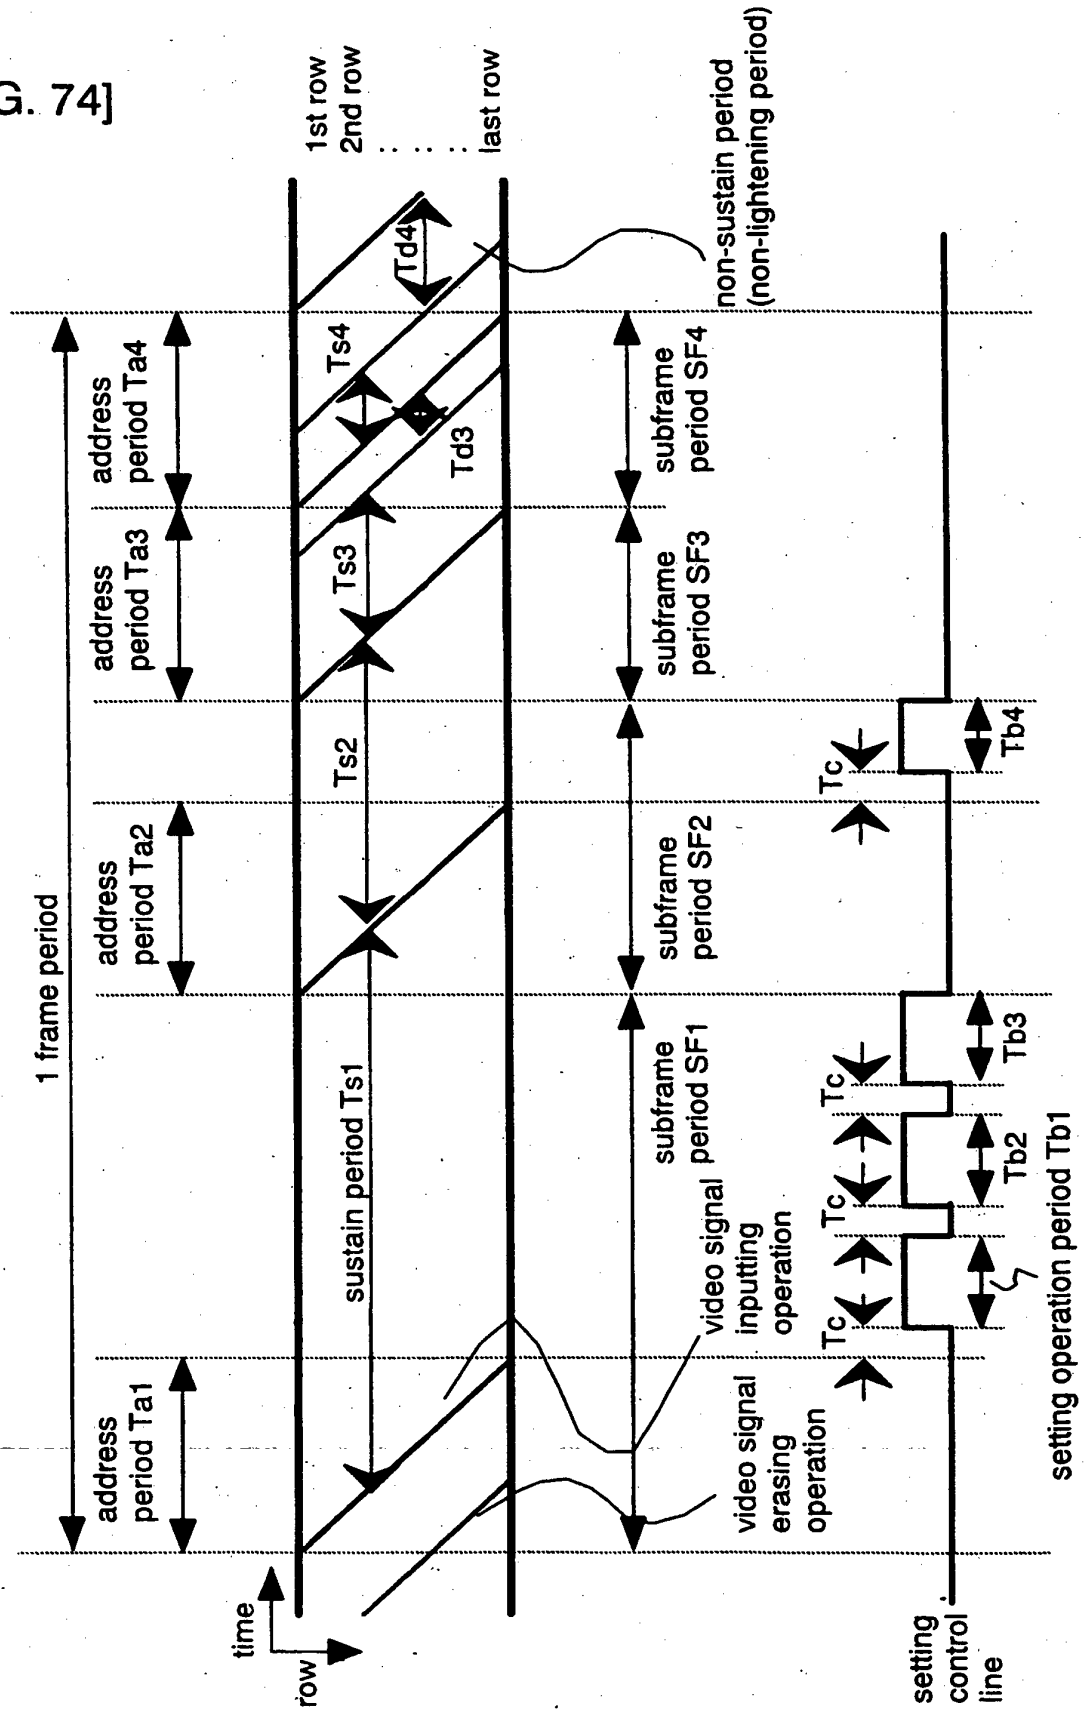 G. 74]
1 frame period
address
period Ta1
address
period Ta2
address
period Ta3
address
period Ta4
time
row
sustain period Ts1
Ts2
Ts3
Ts4
Td3
Td4
1st row
2nd row
: : :
last row
non-sustain period
(non-lightening period)
video signal
erasing
operation
video signal
inputting
operation
subframe
period SF1
subframe
period SF2
subframe
period SF3
subframe
period SF4
setting
control
line
Tc
Tc
Tc
Tc
setting operation period Tb1
Tb2
Tb3
Tb4